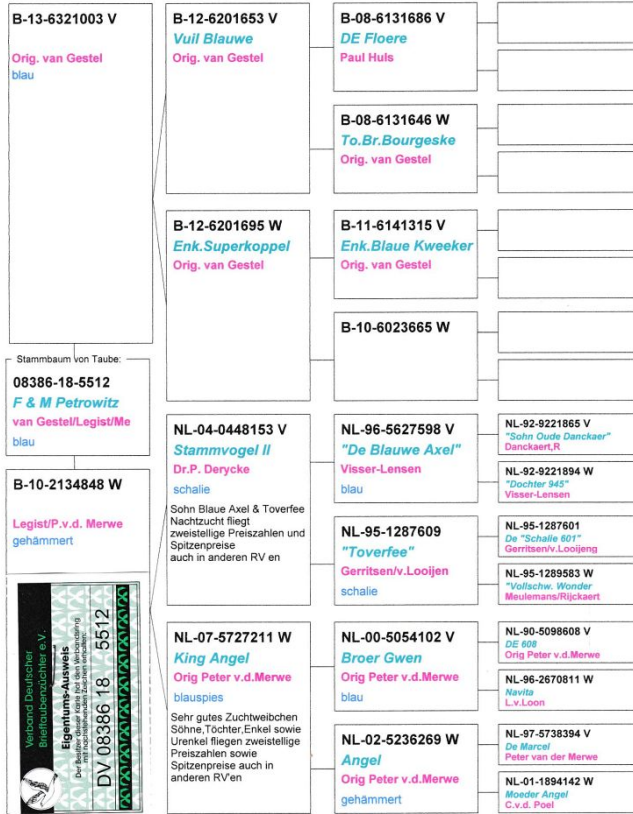 B-13-6321003 V
Orig. van Gestel
blau
Stammbaum von Taube:
08386-18-5512
F & M Petrowitz
van Gestel/Legist/Me
blau
B-10-2134848 W
Legist/P.v.d. Merwe
gehämmert
Verband Deutscher
Brieftaubenzüchter e.V.
Eigentums-Ausweis
Der Besitzer dieser Karte hat den Verbandsring
mit nachstehenden Zeichen erhalten:
DV 08386 18 5512
B-12-6201653 V
Vuil Blauwe
Orig. van Gestel
B-12-6201695 W
Enk.Superkoppel
Orig. van Gestel
NL-04-0448153 V
Stammvogel II
Dr.P. Derycke
schalie
Sohn Blaue Axel & Toverfee
Nachtzucht fliegt
zweistellige Preiszahlen und
Spitzenpreise
auch in anderen RV en
NL-07-5727211 W
King Angel
Orig Peter v.d.Merwe
blauspies
Sehr gutes Zuchtweibchen
Söhne,Töchter,Enkel sowie
Urenkel fliegen zweistellige
Preiszahlen sowie
Spitzenpreise auch in
anderen RV'en
B-08-6131686 V
DE Floere
Paul Huls
B-08-6131646 W
To.Br.Bourgeske
Orig. van Gestel
B-11-6141315 V
Enk.Blaue Kweeker
Orig. van Gestel
B-10-6023665 W
NL-96-5627598 V
"De Blauwe Axel"
Visser-Lensen
blau
NL-95-1287609
"Toverfee"
Gerritsen/v.Looijen
schalie
NL-00-5054102 V
Broer Gwen
Orig Peter v.d.Merwe
blau
NL-02-5236269 W
Angel
Orig Peter v.d.Merwe
gehämmert
NL-92-9221865 V
"Sohn Oude Danckaer"
Danckaert,R
NL-92-9221894 W
"Dochter 945"
Visser-Lensen
NL-95-1287601
De "Schalie 601"
Gerritsen/v.Looijeng
NL-95-1289583 W
"Vollschw. Wonder
Meulemans/Rijckaert
NL-90-5098608 V
DE 608
Orig Peter v.d.Merwe
NL-96-2670811 W
Navita
L.v.Loon
NL-97-5738394 V
De Marcel
Peter van der Merwe
NL-01-1894142 W
Moeder Angel
C.v.d. Poel